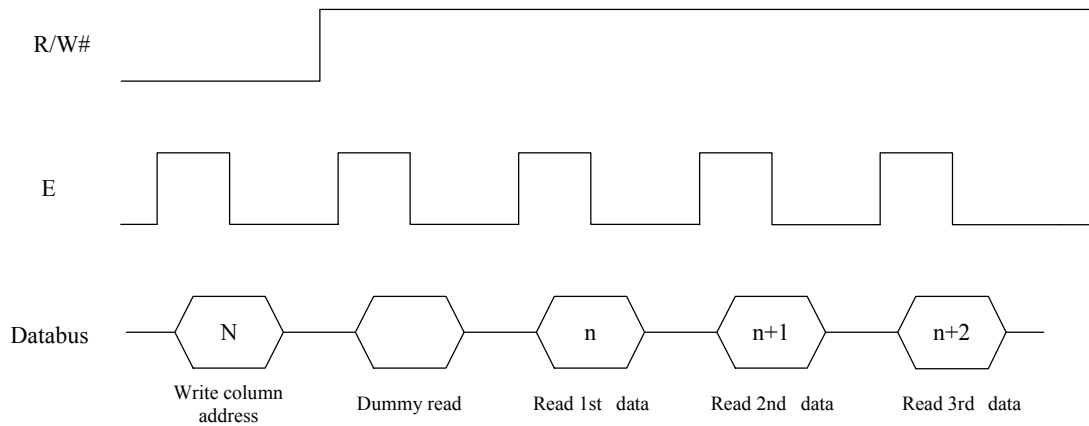 R/W#
E
Databus
N
n
n+1
n+2
Write column
address
Dummy read
Read 1st data
Read 2nd data
Read 3rd data